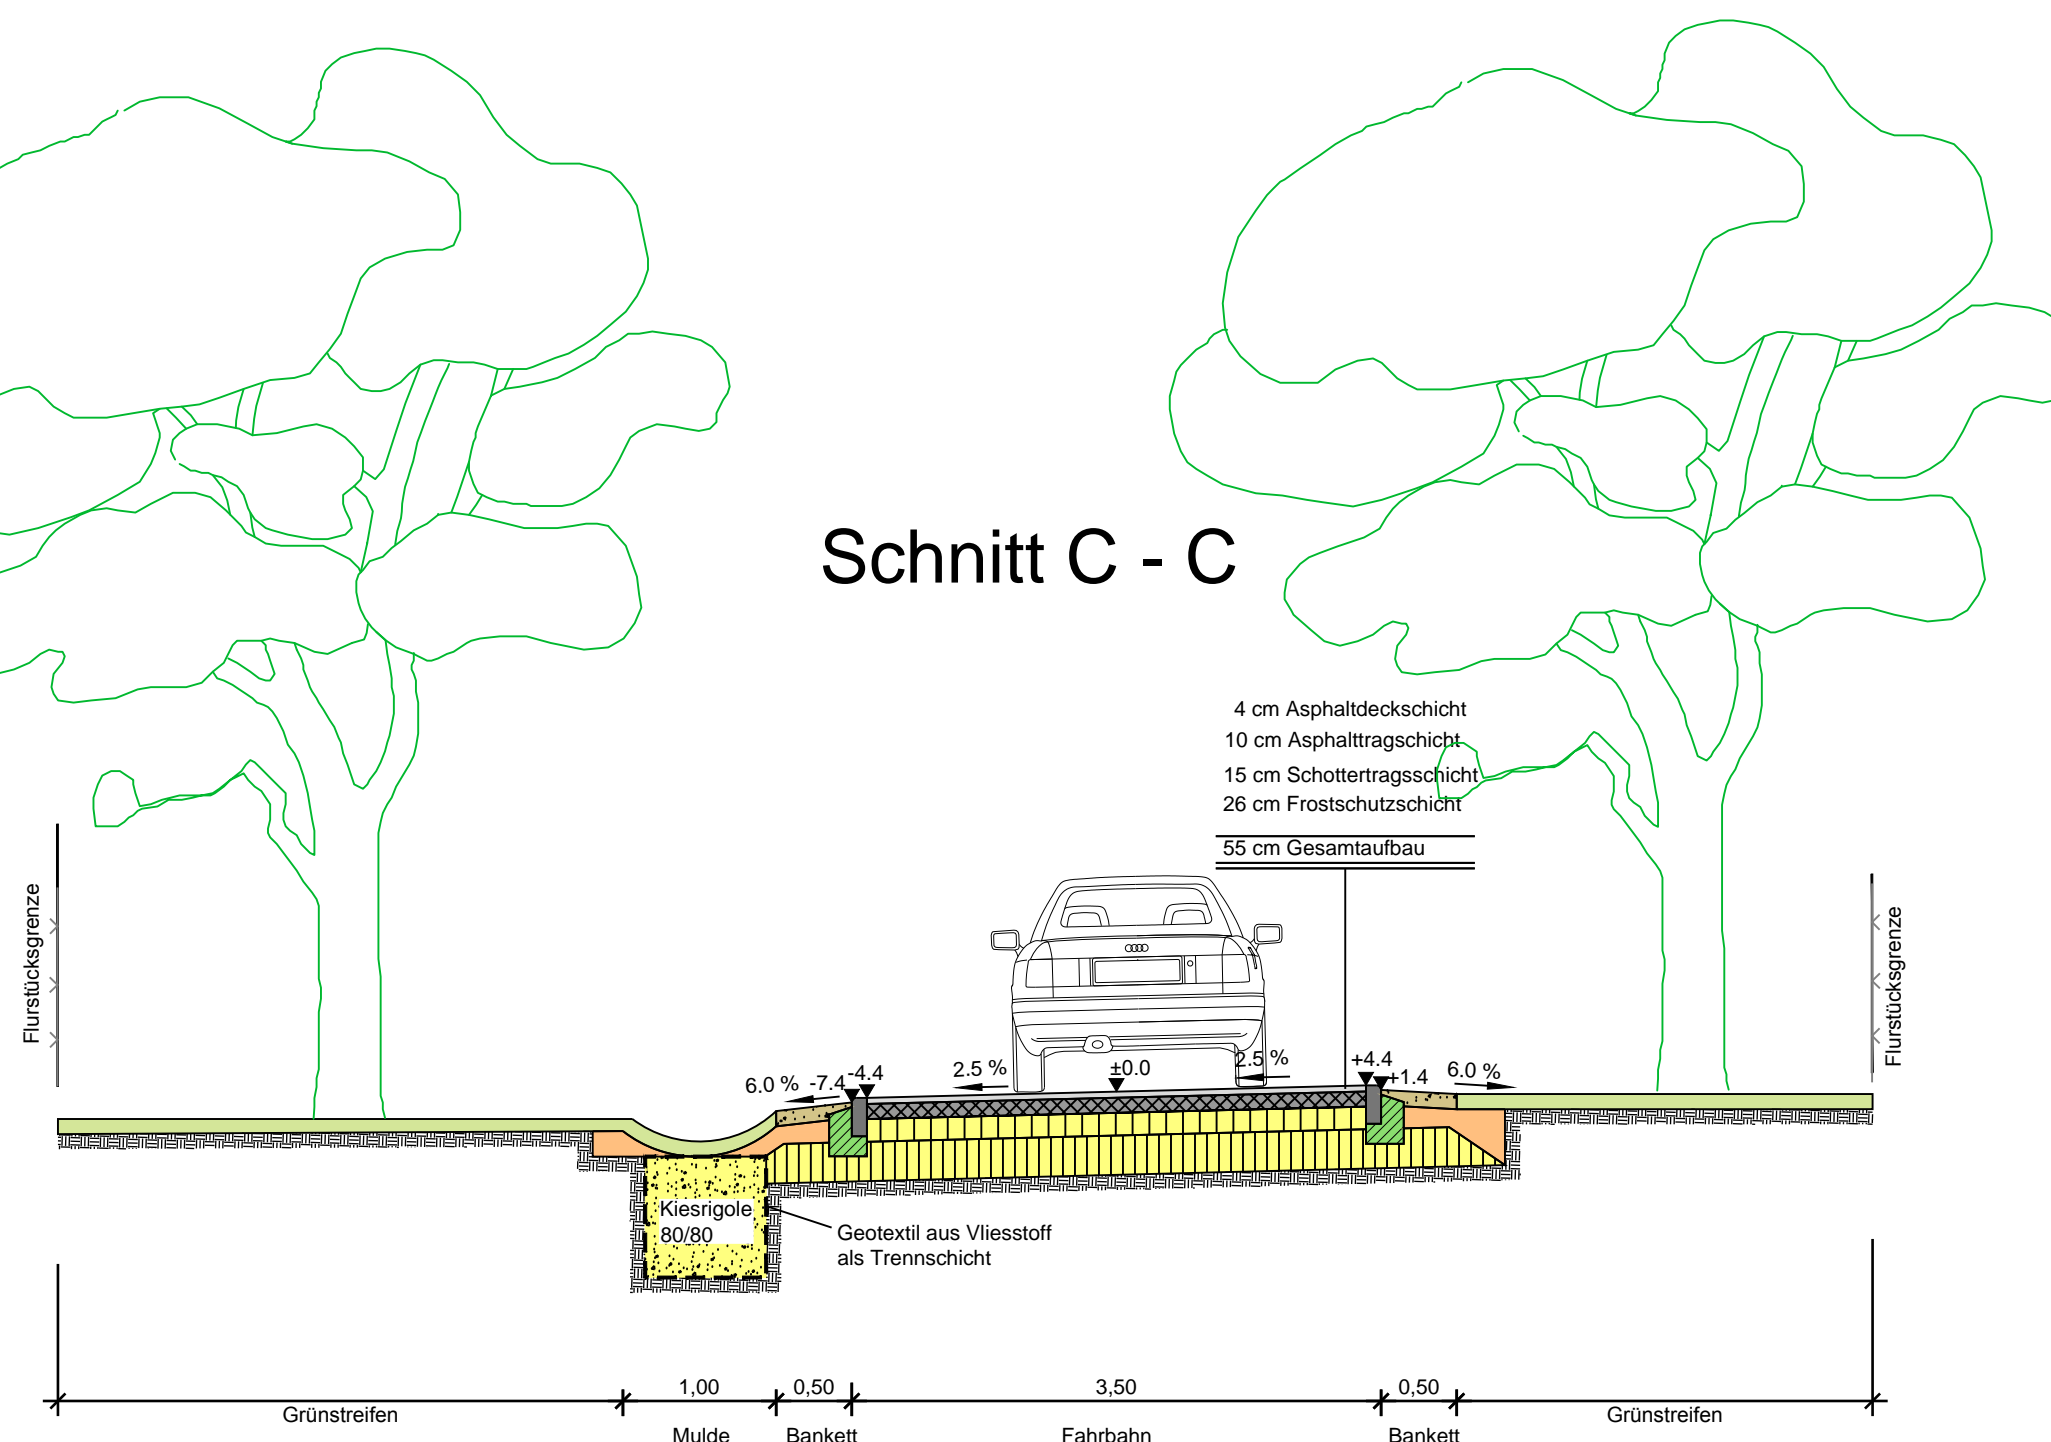 Schnitt C - C
4 cm Asphaltdeckschicht
10 cm Asphalttragschicht
15 cm Schottertragsschicht
26 cm Frostschutzschicht
55 cm Gesamtaufbau
Flurstücksgrenze
Flurstücksgrenze
6.0 %
-7.4
-4.4
2.5 %
±0.0
2.5 %
+4.4
+1.4
6.0 %
Kiesrigole
80/80
Geotextil aus Vliesstoff
als Trennschicht
1,00
0,50
3,50
0,50
Grünstreifen
Grünstreifen
Mulde
Bankett
Fahrbahn
Bankett